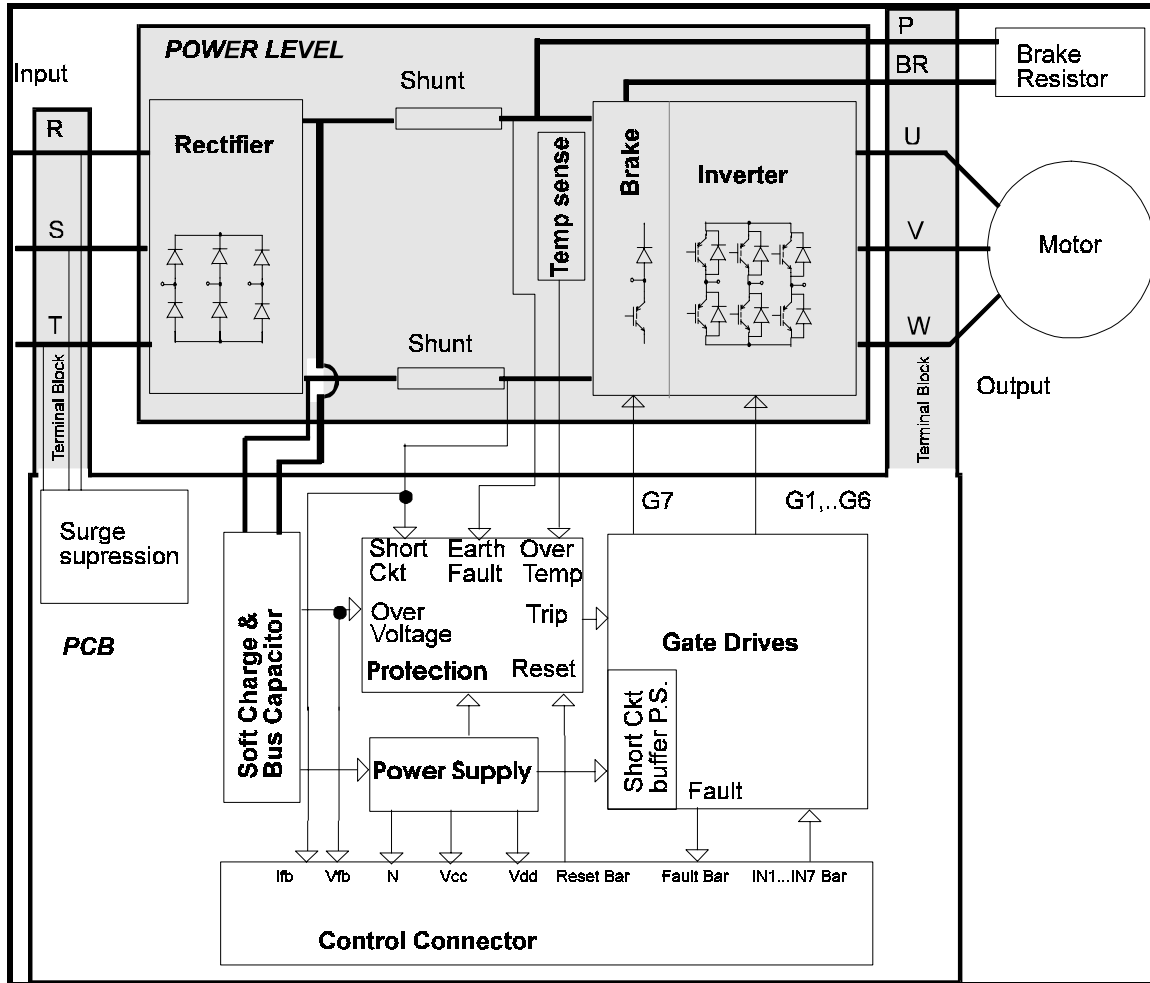 POWER LEVEL
P
Brake
Resistor
BR
Input
Shunt
R
Rectifier
Temp sense
Brake
Inverter
U
S
V
Motor
T
Shunt
W
Terminal Block
Terminal Block
Output
G7
G1,..G6
Surge
supression
Short
Ckt
Earth
Fault
Over
Temp
Over
Voltage
Trip
Protection
Reset
PCB
Soft Charge &
Bus Capacitor
Gate Drives
Short Ckt
buffer P.S.
Power Supply
Fault
Ifb
Vfb
N
Vcc
Vdd
Reset Bar
Fault Bar
IN1...IN7 Bar
Control Connector